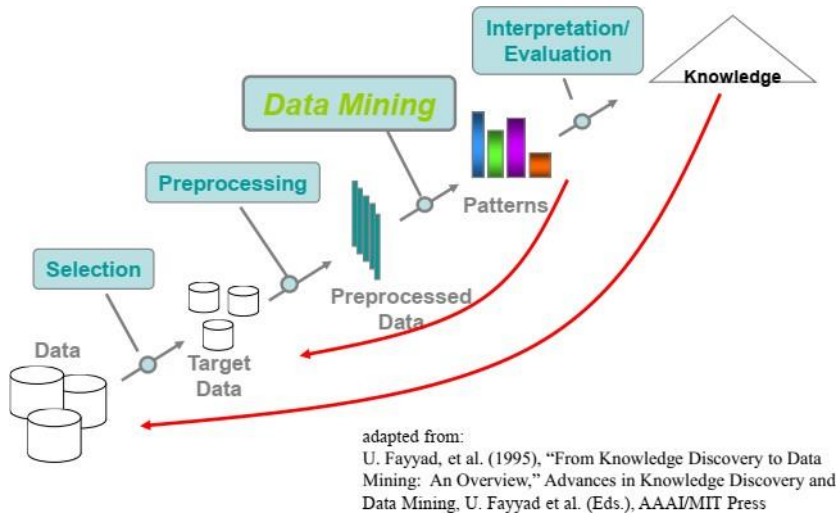 Interpretation/
Evaluation
Knowledge
Data Mining
Patterns
Preprocessing
Preprocessed
Data
Selection
Target
Data
Data
adapted from:
U. Fayyad, et al. (1995), “From Knowledge Discovery to Data
Mining: An Overview,” Advances in Knowledge Discovery and
Data Mining, U. Fayyad et al. (Eds.), AAAI/MIT Press